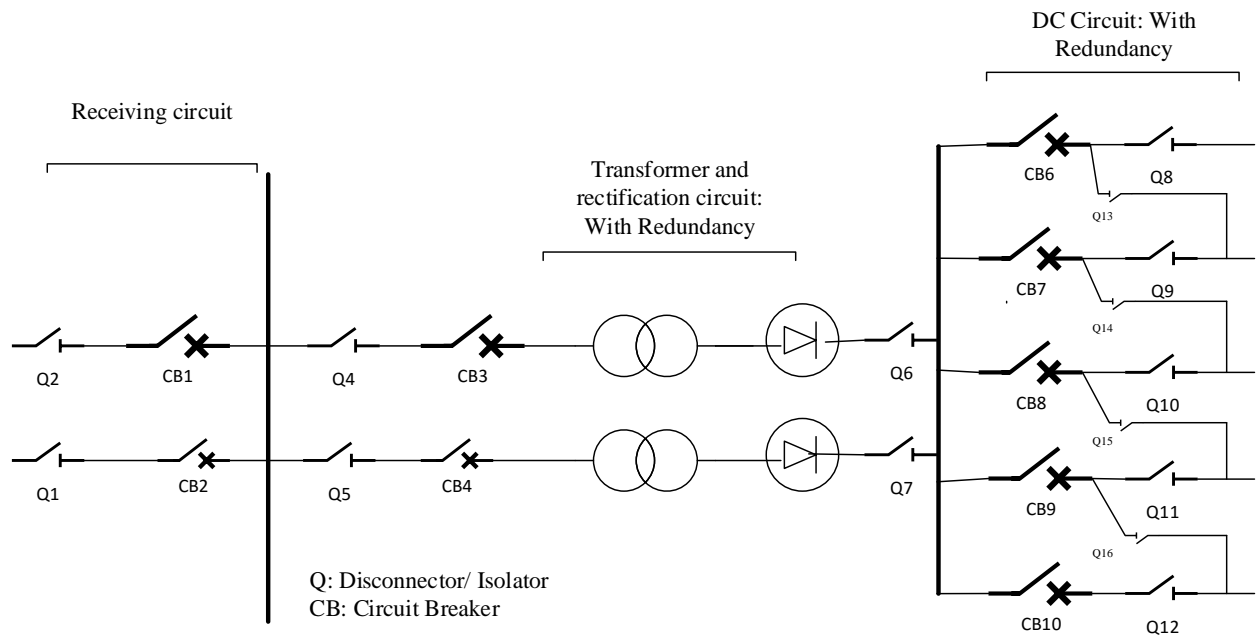 DC Circuit: With
Redundancy
Receiving circuit
Transformer and
rectification circuit:
With Redundancy
CB6
Q8
Q13
CB7
Q9
Q14
Q2
CB1
Q4
CB3
Q6
CB8
Q10
Q15
Q1
CB2
Q5
CB4
Q7
CB9
Q11
Q16
Q: Disconnector/ Isolator
CB: Circuit Breaker
CB10
Q12